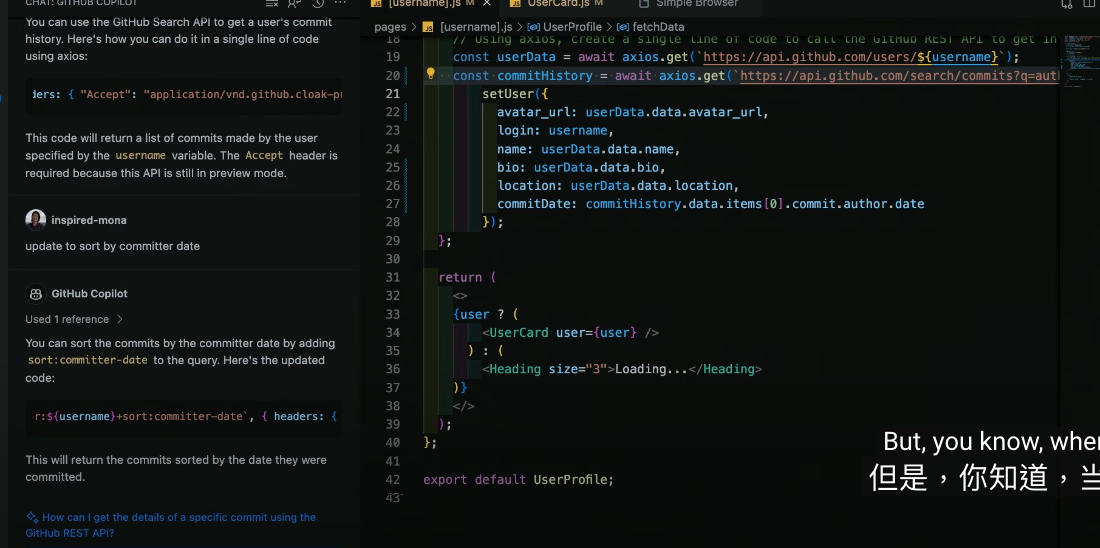 CHAT: GITHUB COPILOT
You can use the GitHub Search API to get a user's commit
history. Here's how you can do it in a single line of code
using axios:
ders: { "Accept": "application/vnd.github.cloak-pr
This code will return a list of commits made by the user
specified by the username variable. The Accept header is
required because this API is still in preview mode.
inspired-mona
update to sort by committer date
GitHub Copilot
Used 1 reference
You can sort the commits by the committer date by adding
sort:committer-date to the query. Here's the updated
code:
r:${username}+sort:committer-date`, { headers: {
This will return the commits sorted by the date they were
committed.
How can I get the details of a specific commit using the
GitHub REST API?
[username].js M UserCard.js M Simple Browser
pages > [username].js > UserProfile > fetchData
18 // Using axios, create a single line of code to call the GitHub REST API to get in
19 const userData = await axios.get(`https://api.github.com/users/${username}`);
20 const commitHistory = await axios.get(`https://api.github.com/search/commits?q=aut
21 setUser({
22 avatar_url: userData.data.avatar_url,
23 login: username,
24 name: userData.data.name,
25 bio: userData.data.bio,
26 location: userData.data.location,
27 commitDate: commitHistory.data.items[0].commit.author.date
28 });
29 };
30
31 return (
32 <>
33 {user ? (
34 <UserCard user={user} />
35 ) : (
36 <Heading size="3">Loading...</Heading>
37 )}
38 </>
39 );
40 };
41
42 export default UserProfile;
43
But, you know, when
但是，你知道，當